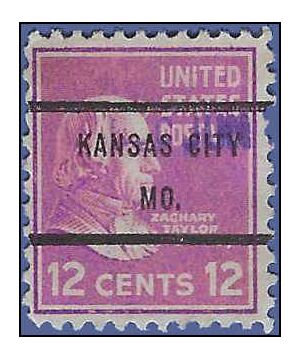 UNITED
STATES
KANSAS CITY
MO.
ZACHARY
TAYLOR
12 CENTS 12